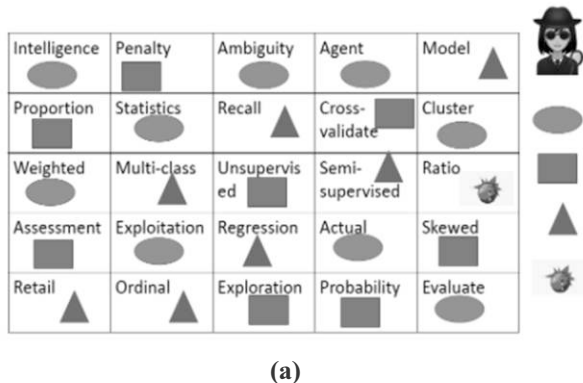 Intelligence Penalty Ambiguity Agent Model
Proportion Statistics Recall Cross-
validate Cluster
Weighted Multi-class Unsupervis
ed Semi-
supervised Ratio
Assessment Exploitation Regression Actual Skewed
Retail Ordinal Exploration Probability Evaluate
(a)